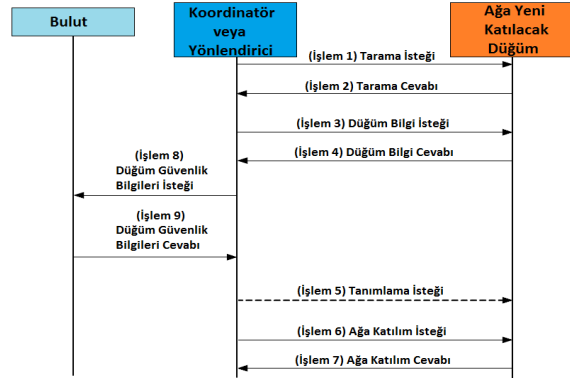 Bulut
Koordinatör
veya
Yönlendirici
Ağa Yeni
Katılacak
Düğüm
(İşlem 1) Tarama İsteği
(İşlem 2) Tarama Cevabı
(İşlem 3) Düğüm Bilgi İsteği
(İşlem 4) Düğüm Bilgi Cevabı
(İşlem 8)
Düğüm Güvenlik
Bilgileri İsteği
(İşlem 9)
Düğüm Güvenlik
Bilgileri Cevabı
(İşlem 5) Tanımlama İsteği
(İşlem 6) Ağa Katılım İsteği
(İşlem 7) Ağa Katılım Cevabı